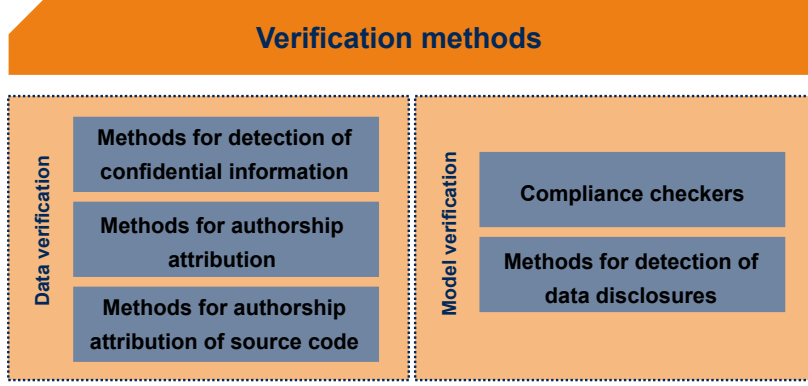 Verification methods
Data verification
Methods for detection of
confidential information
Methods for authorship
attribution
Methods for authorship
attribution of source code
Model verification
Compliance checkers
Methods for detection of
data disclosures